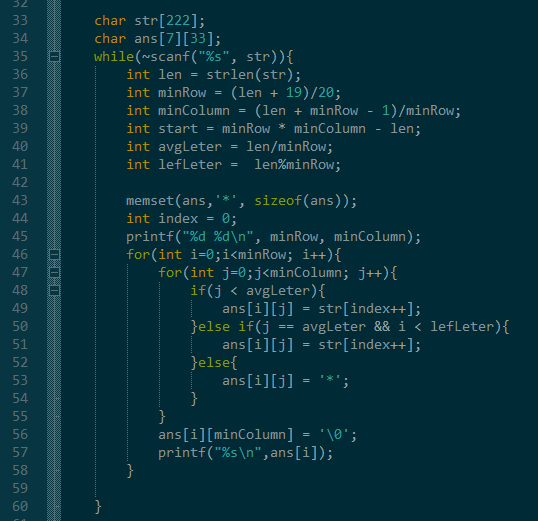 32
33 char str[222];
34 char ans[7][33];
35 while(~scanf("%s", str)){
36 int len = strlen(str);
37 int minRow = (len + 19)/20;
38 int minColumn = (len + minRow - 1)/minRow;
39 int start = minRow * minColumn - len;
40 int avgLeter = len/minRow;
41 int lefLeter =  len%minRow;
42
43 memset(ans,'*', sizeof(ans));
44 int index = 0;
45 printf("%d %d\n", minRow, minColumn);
46 for(int i=0;i<minRow; i++){
47 for(int j=0;j<minColumn; j++){
48 if(j < avgLeter){
49 ans[i][j] = str[index++];
50 }else if(j == avgLeter && i < lefLeter){
51 ans[i][j] = str[index++];
52 }else{
53 ans[i][j] = '*';
54 }
55 }
56 ans[i][minColumn] = '\0';
57 printf("%s\n",ans[i]);
58 }
59
60 }